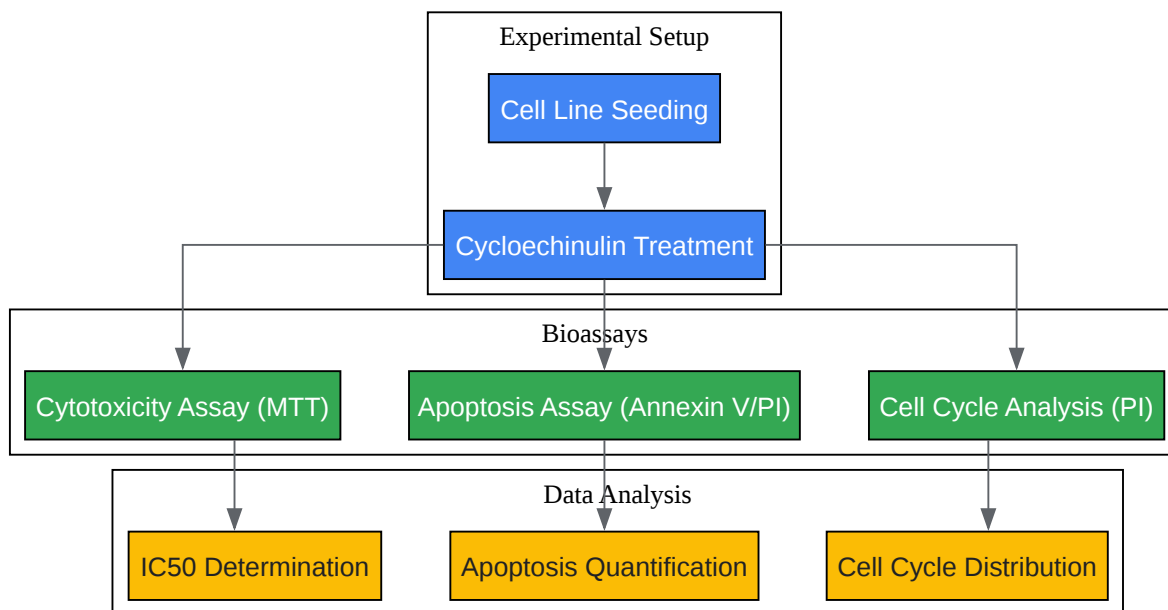 Experimental Setup
Cell Line Seeding
Cycloechinulin Treatment
Bioassays
Cytotoxicity Assay (MTT)
Apoptosis Assay (Annexin V/PI)
Cell Cycle Analysis (PI)
Data Analysis
IC50 Determination
Apoptosis Quantification
Cell Cycle Distribution